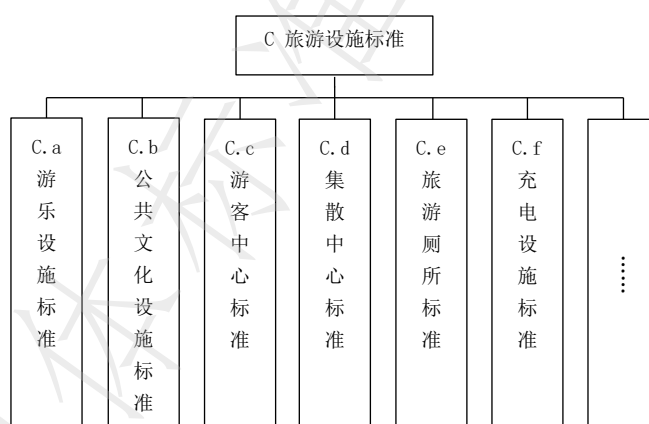 C 旅游设施标准
C.a
游乐设施标准
C.b
公共文化设施标准
C.c
游客中心标准
C.d
集散中心标准
C.e
旅游厕所标准
C.f
充电设施标准
……